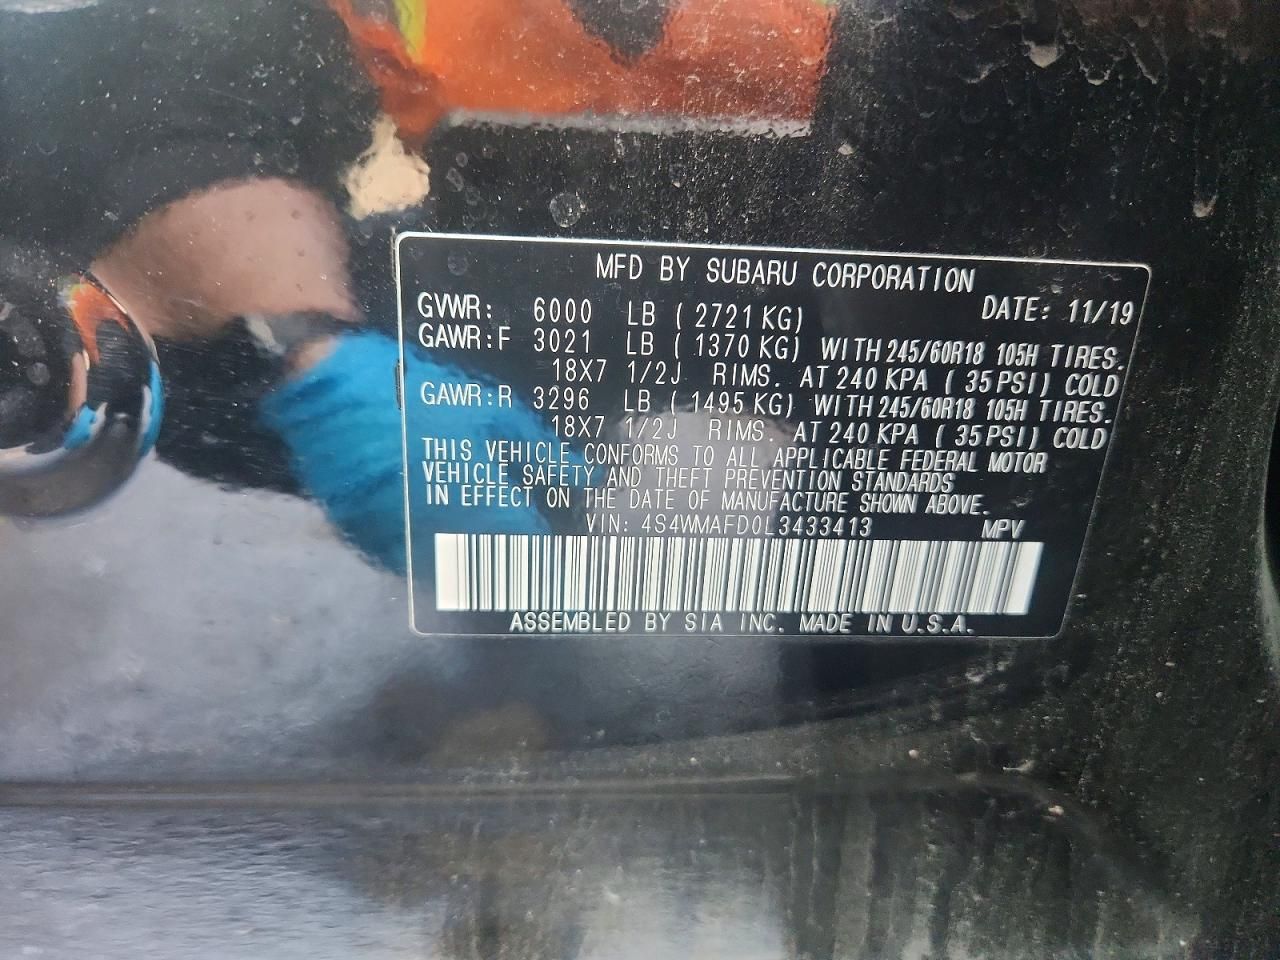 MFD BY SUBARU CORPORATION
DATE: 11/19
GVWR: 6000 LB ( 2721 KG)
GAWR:F 3021 LB ( 1370 KG) WITH 245/60R18 105H TIRES.
18X7 1/2J RIMS. AT 240 KPA ( 35 PSI) COLD
GAWR:R 3296 LB ( 1495 KG) WITH 245/60R18 105H TIRES.
18X7 1/2J RIMS. AT 240 KPA ( 35 PSI) COLD
THIS VEHICLE CONFORMS TO ALL APPLICABLE FEDERAL MOTOR
VEHICLE SAFETY AND THEFT PREVENTION STANDARDS
IN EFFECT ON THE DATE OF MANUFACTURE SHOWN ABOVE.
VIN: 4S4WMAFD0L3433413 MPV
ASSEMBLED BY SIA INC. MADE IN U.S.A.